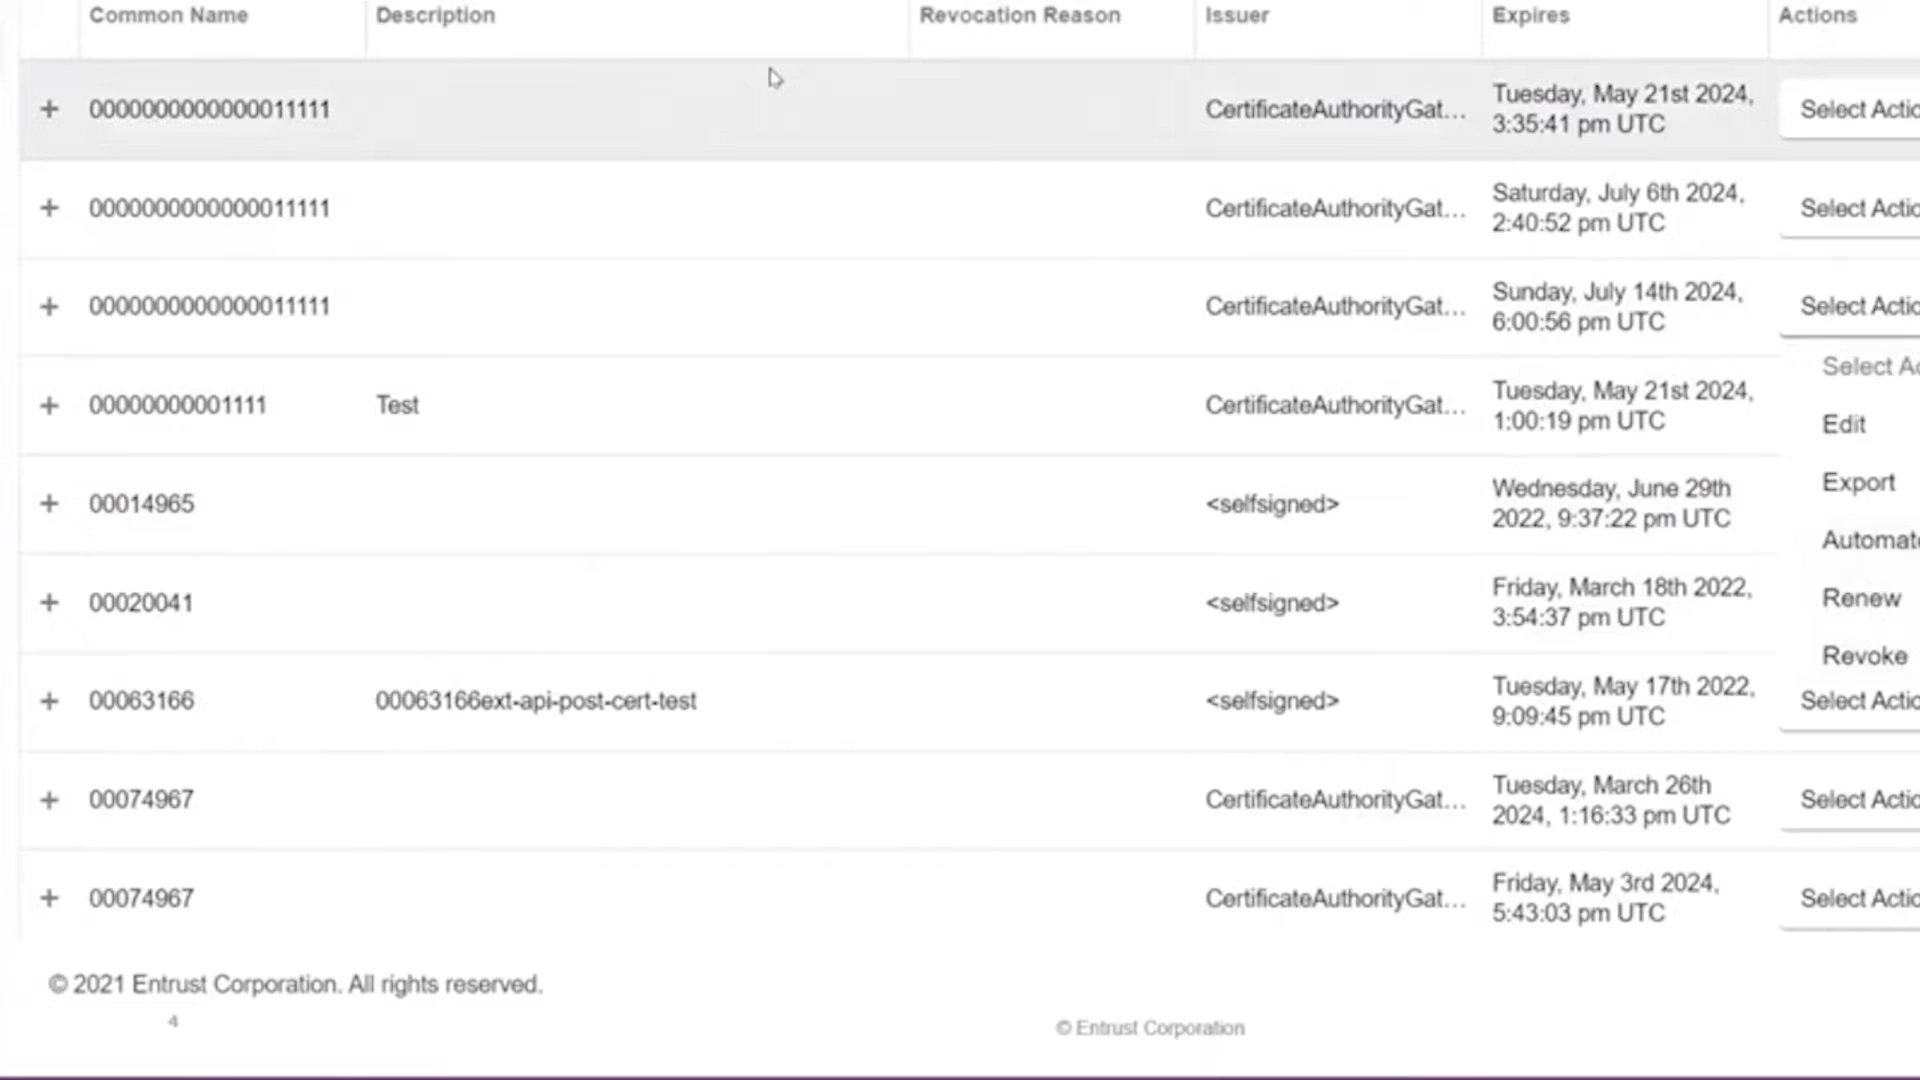 Common Name Description Revocation Reason Issuer Expires Actions
0000000000000011111 CertificateAuthorityGat... Tuesday, May 21st 2024, 3:35:41 pm UTC Select Actio
0000000000000011111 CertificateAuthorityGat... Saturday, July 6th 2024, 2:40:52 pm UTC Select Actio
0000000000000011111 CertificateAuthorityGat... Sunday, July 14th 2024, 6:00:56 pm UTC Select Actio
Select Ac
00000000001111 Test CertificateAuthorityGat... Tuesday, May 21st 2024, 1:00:19 pm UTC
Edit
Export
00014965 <selfsigned> Wednesday, June 29th 2022, 9:37:22 pm UTC
Automate
00020041 <selfsigned> Friday, March 18th 2022, 3:54:37 pm UTC
Renew
Revoke
00063166 00063166ext-api-post-cert-test <selfsigned> Tuesday, May 17th 2022, 9:09:45 pm UTC Select Actio
00074967 CertificateAuthorityGat... Tuesday, March 26th 2024, 1:16:33 pm UTC Select Actio
00074967 CertificateAuthorityGat... Friday, May 3rd 2024, 5:43:03 pm UTC Select Actio
© 2021 Entrust Corporation. All rights reserved.
4
© Entrust Corporation